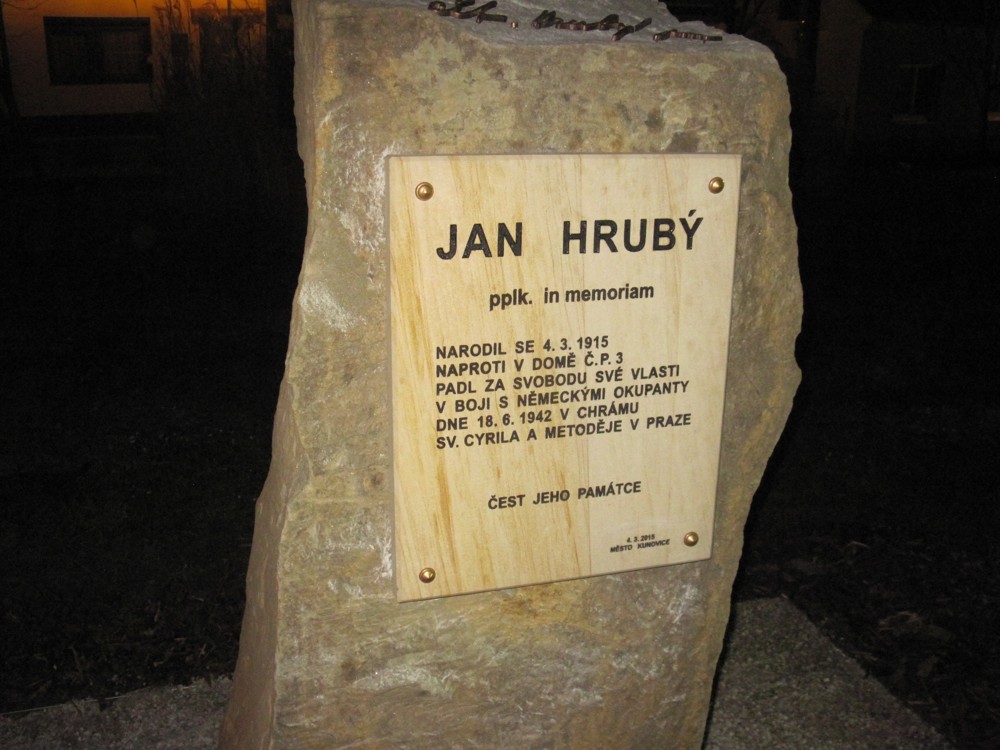 JAN HRUBÝ
pplk. in memoriam
NARODIL SE 4. 3. 1915
NAPROTI V DOMĚ Č.P. 3
PADL ZA SVOBODU SVÉ VLASTI
V BOJI S NĚMECKÝMI OKUPANTY
DNE 18. 6. 1942 V CHRÁMU
SV. CYRILA A METODĚJE V PRAZE
ČEST JEHO PAMÁTCE
4. 3. 2015
MĚSTO KUNOVICE